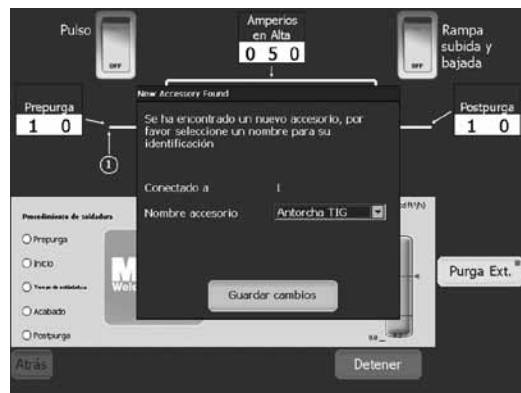 Pulso
OFF
Amperios
en Alta
0 5 0
OFF
Rampa
subida y
bajada
Prepurga
1 0
Postpurga
1 0
1
New Accessory Found
Se ha encontrado un nuevo accesorio, por
favor seleccione un nombre para su
identificación
Conectado a 1
Nombre accesorio Antorcha TIG
Guardar cambios
Procedimiento de soldadura
Prepurga
Inicio
Acabado
Postpurga
M
Welc
Purga Ext.
Atrás
Detener